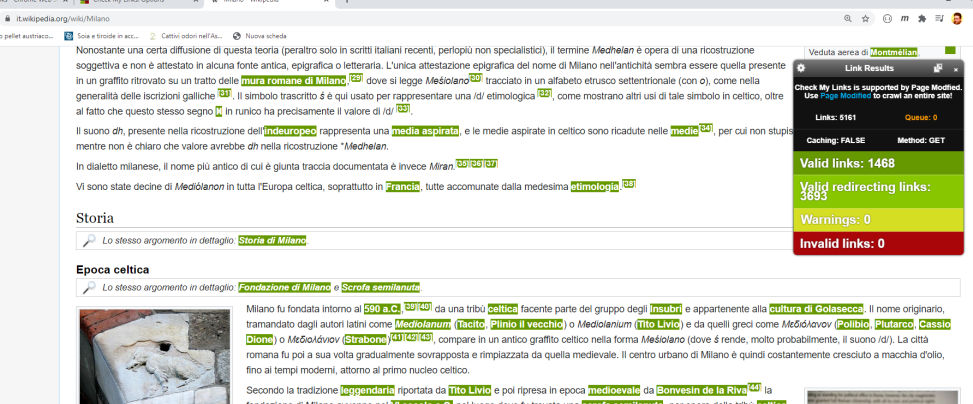 Check My Links: Options
Milano - Wikipedia
it.wikipedia.org/wiki/Milano
o pellet austriaco...
Soia e tiroide in acc...
Cattivi odori nell'As...
Nuova scheda
Nonostante una certa diffusione di questa teoria (peraltro solo in scritti italiani recenti, perlopiù non specialistici), il termine Medhelan è opera di una ricostruzione
soggettiva e non è attestato in alcuna fonte antica, epigrafica o letteraria. L'unica attestazione epigrafica del nome di Milano nell'antichità sembra essere quella presente
in un graffito ritrovato su un tratto delle mura romane di Milano,[29] dove si legge Meśiolano[30] tracciato in un alfabeto etrusco settentrionale (con o), come nella
generalità delle iscrizioni galliche [31]. Il simbolo trascritto ś è qui usato per rappresentare una /d/ etimologica [32], come mostrano altri usi di tale simbolo in celtico, oltre
al fatto che questo stesso segno in runico ha precisamente il valore di /d/ [33].
Il suono dh, presente nella ricostruzione dell'indeuropeo rappresenta una media aspirata, e le medie aspirate in celtico sono ricadute nelle medie[34], per cui non stupis
mentre non è chiaro che valore avrebbe dh nella ricostruzione *Medhelan.
In dialetto milanese, il nome più antico di cui è giunta traccia documentata è invece Miran.[35][36][37]
Vi sono state decine di Mediólanon in tutta l'Europa celtica, soprattutto in Francia, tutte accomunate dalla medesima etimologia.[38]
Storia
Lo stesso argomento in dettaglio: Storia di Milano.
Epoca celtica
Lo stesso argomento in dettaglio: Fondazione di Milano e Scrofa semilanuta.
Milano fu fondata intorno al 590 a.C.,[39][40] da una tribù celtica facente parte del gruppo degli Insubri e appartenente alla cultura di Golasecca. Il nome originario,
tramandato dagli autori latini come Mediolanum (Tacito, Plinio il vecchio) o Mediolanium (Tito Livio) e da quelli greci come Μεδιόλανον (Polibio, Plutarco, Cassio
Dione) o Μεδιολάνιον (Strabone)[41][42][43], compare in un antico graffito celtico nella forma Meśiolano (dove ś rende, molto probabilmente, il suono /d/). La città
romana fu poi a sua volta gradualmente sovrapposta e rimpiazzata da quella medievale. Il centro urbano di Milano è quindi costantemente cresciuto a macchia d'olio,
fino ai tempi moderni, attorno al primo nucleo celtico.
Secondo la tradizione leggendaria riportata da Tito Livio e poi ripresa in epoca medioevale da Bonvesin de la Riva[44] la
Veduta aerea di Montmélian,
Link Results
Check My Links is supported by Page Modified.
Use Page Modified to crawl an entire site!
Links: 5161
Queue: 0
Caching: FALSE
Method: GET
Valid links: 1468
Valid redirecting links:
3693
Warnings: 0
Invalid links: 0